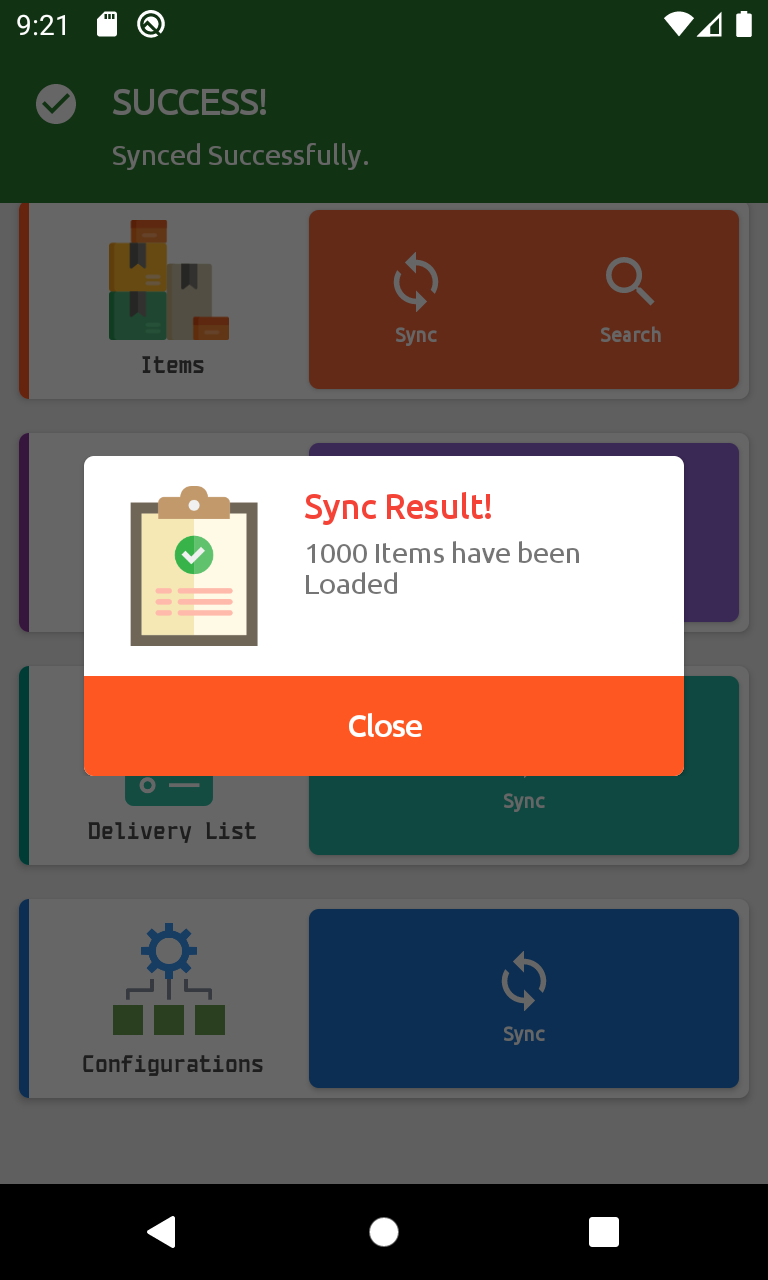 9:21
SUCCESS!
Synced Successfully.
Sync
Search
Items
Sync Result!
1000 Items have been
Loaded
Close
Sync
Delivery List
Sync
Configurations